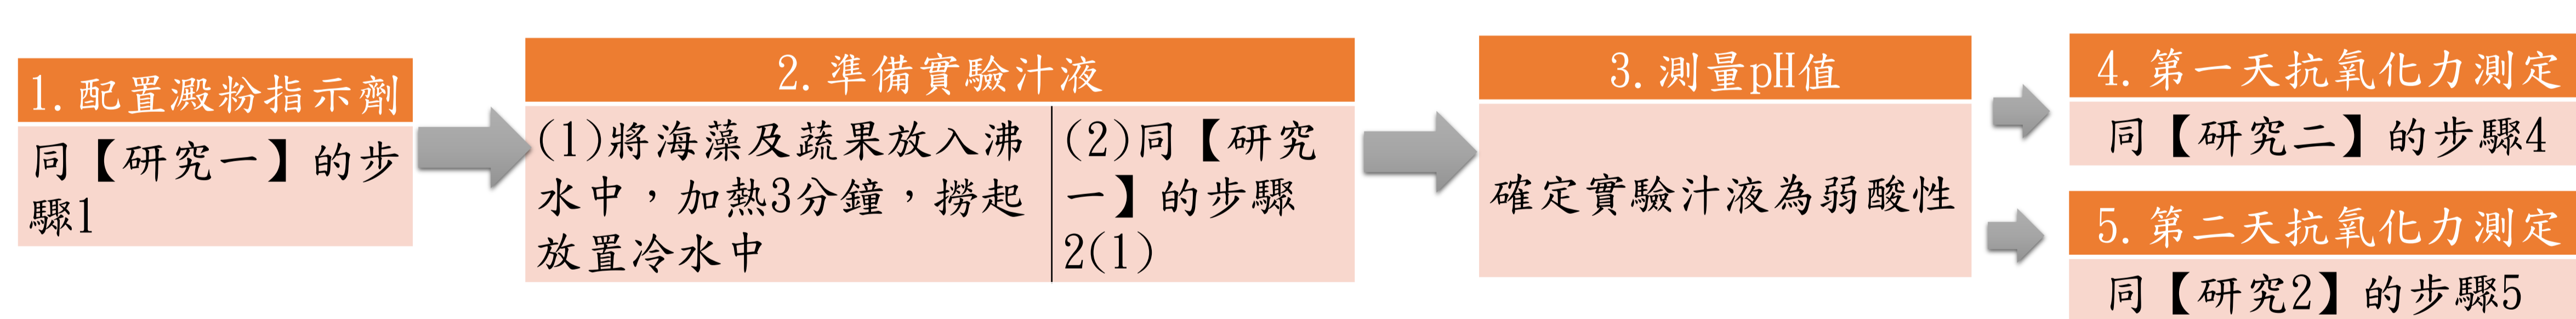 1.配置澱粉指示劑
同【研究一】的步
驟1
2.準備實驗汁液
(1)將海藻及蔬果放入沸
水中，加熱3分鐘，撈起
放置冷水中
(2)同【研究
一】的步驟
2(1)
3.測量pH值
確定實驗汁液為弱酸性
4.第一天抗氧化力測定
同【研究二】的步驟4
5.第二天抗氧化力測定
同【研究2】的步驟5